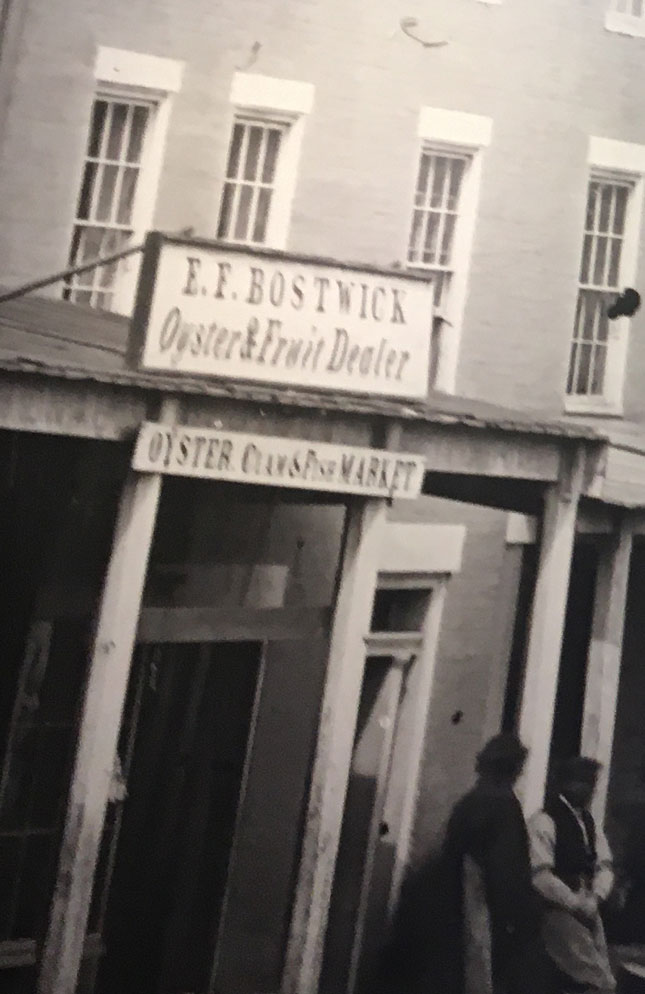 E. F. BOSTWICK
Oyster & Fruit Dealer
OYSTER. CLAM & FISH MARKET